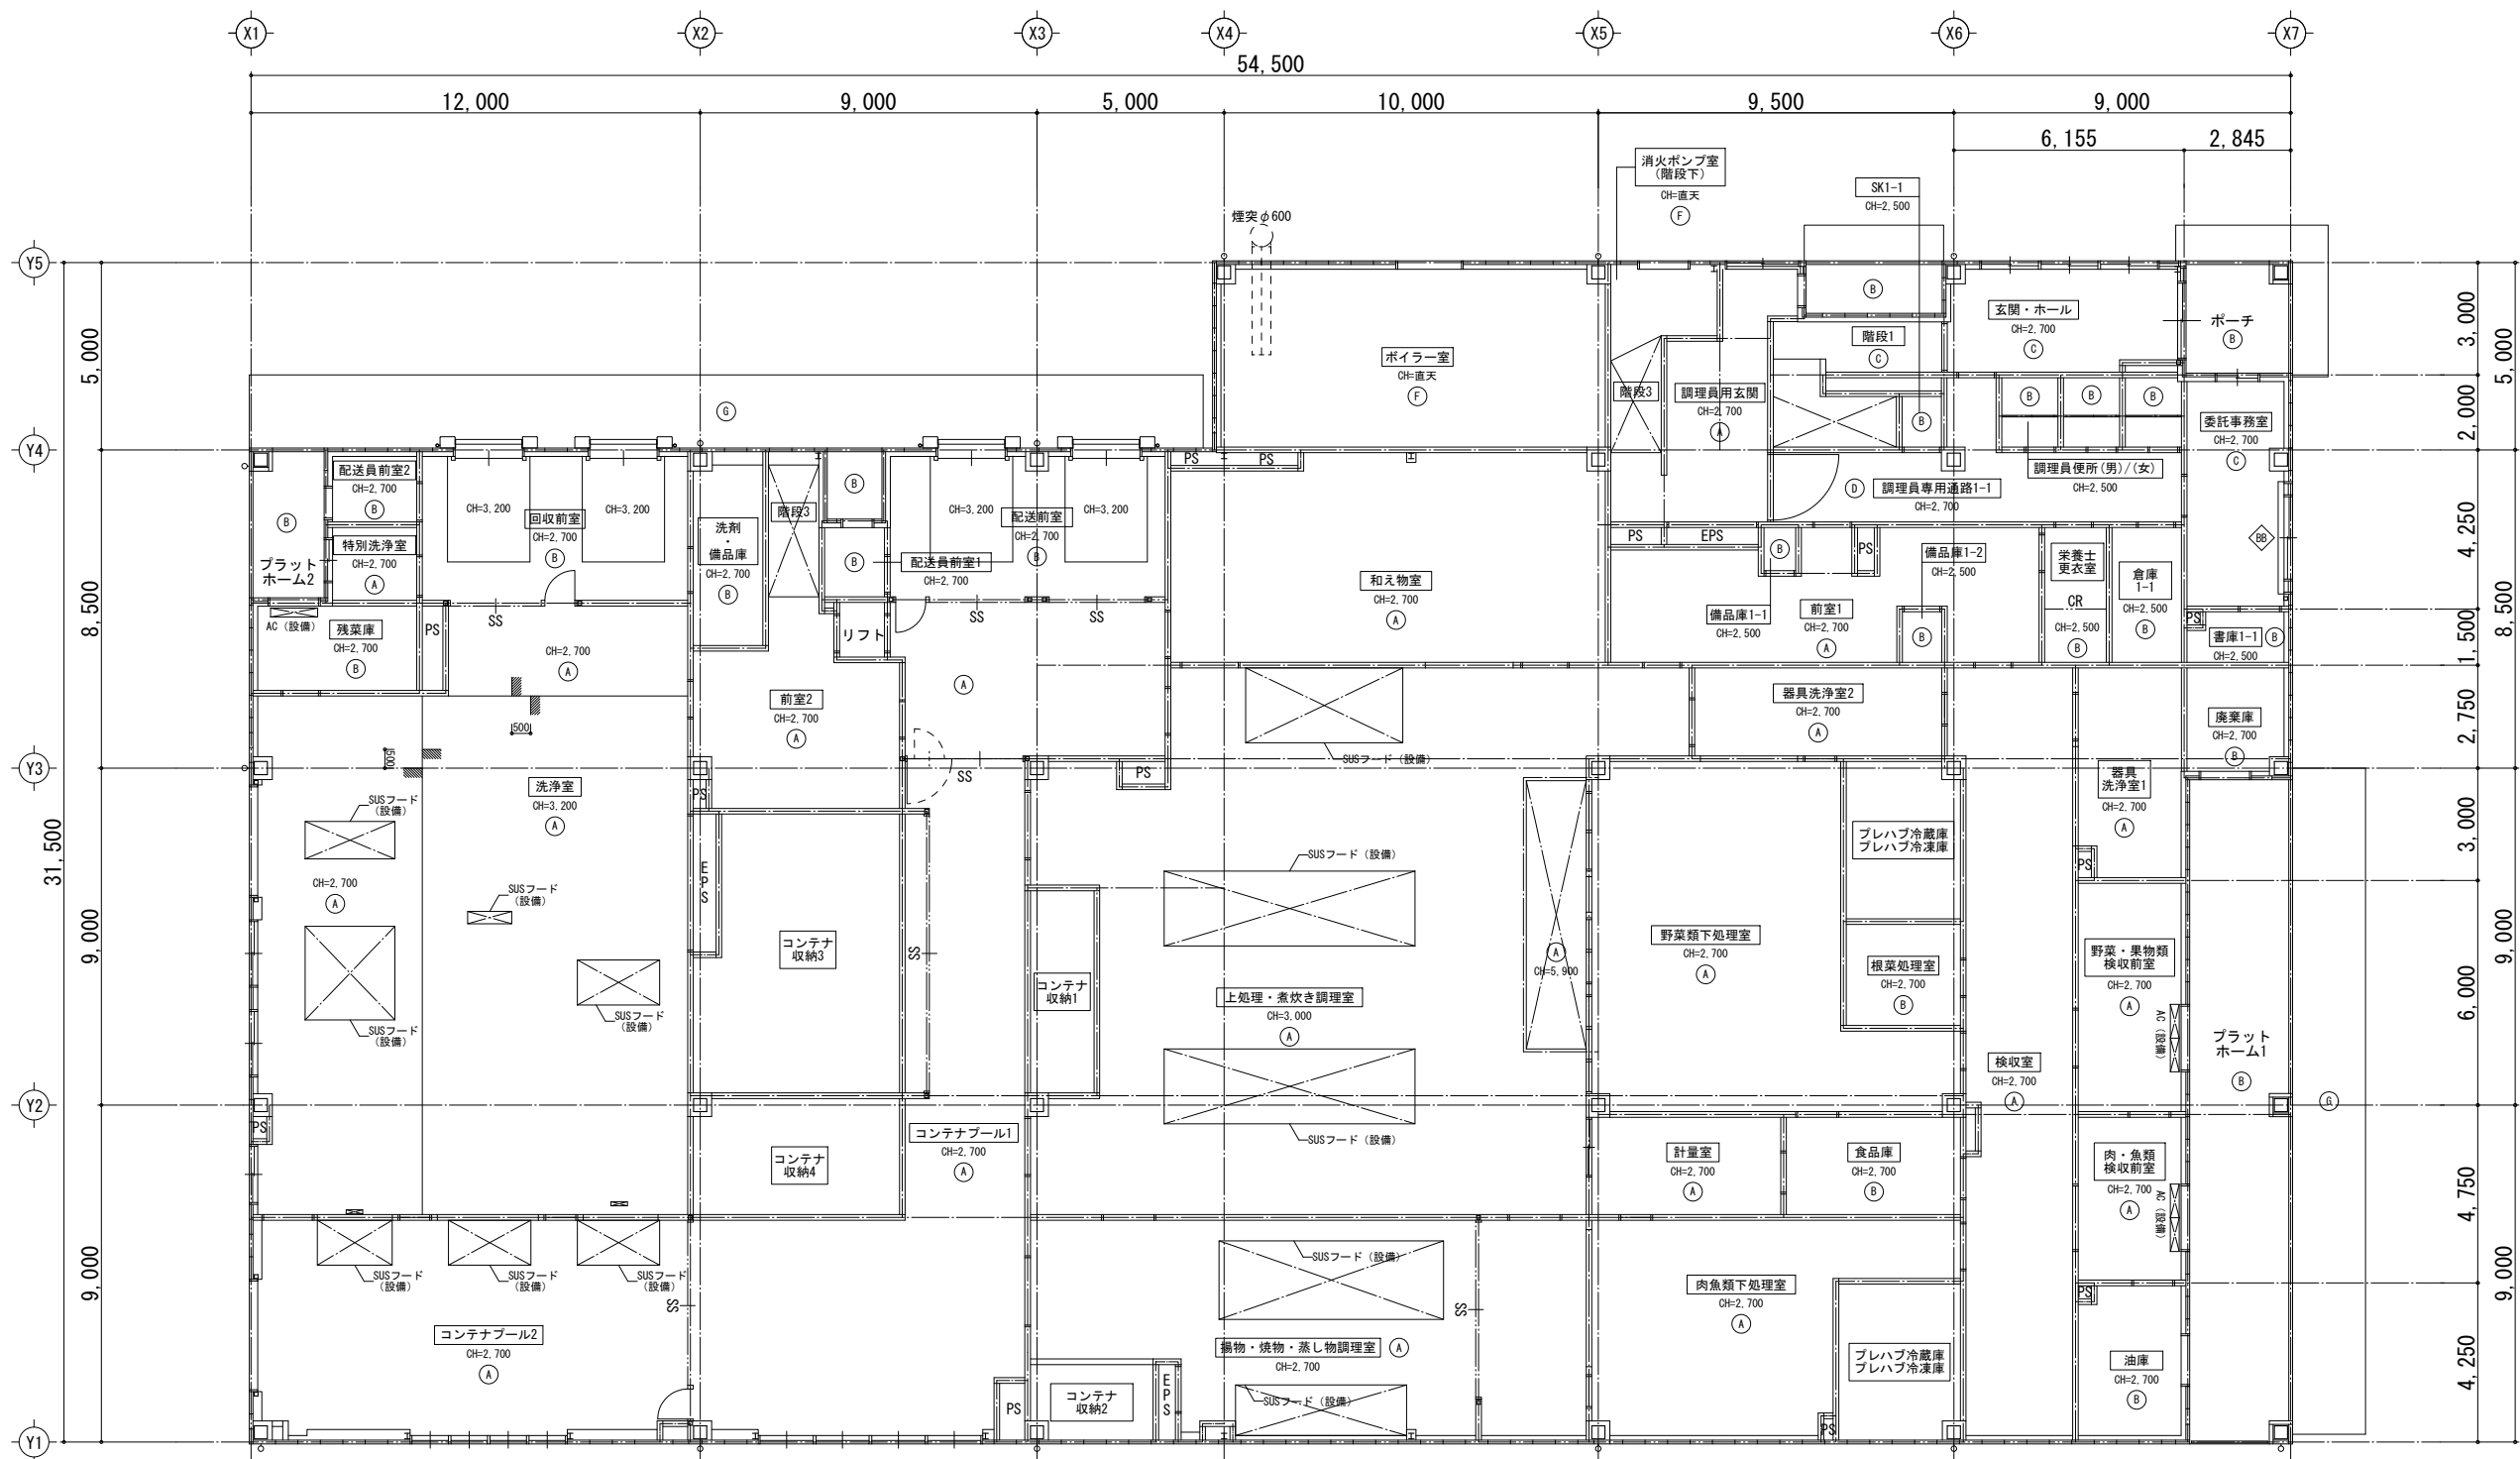 X1
X2
X3
X4
X5
X6
X7
54,500
12,000
9,000
5,000
10,000
9,500
9,000
6,155
2,845
消火ポンプ室
(階段下)
CH=直天
F
SK1-1
CH=2,500
煙突φ600
Y5
Y4
Y3
Y2
Y1
31,500
5,000
8,500
9,000
9,000
3,000
2,000
4,250
1,500
2,750
3,000
6,000
4,750
4,250
5,000
8,500
9,000
9,000
B
玄関・ホール
CH=2,700
C
ポーチ
B
階段1
C
ボイラー室
CH=直天
F
階段3
調理員用玄関
CH=2,700
A
B
B
B
B
委託事務室
CH=2,700
C
G
調理員便所(男)/(女)
CH=2,500
D
調理員専用通路1-1
CH=2,700
BB
PS
PS
配送員前室2
CH=2,700
B
B
プラット
ホーム2
特別洗浄室
CH=2,700
A
CH=3,200
回収前室
CH=2,700
B
CH=3,200
洗剤
・
備品庫
CH=2,700
B
階段3
B
B
配送員前室1
CH=2,700
CH=3,200
配送前室
CH=2,700
B
CH=3,200
リフト
SS
SS
SS
AC(設備)
残菜庫
CH=2,700
B
PS
CH=2,700
A
和え物室
CH=2,700
A
PS
EPS
B
PS
備品庫1-2
CH=2,500
備品庫1-1
CH=2,500
前室1
CH=2,700
A
B
栄養士
更衣室
CR
CH=2,500
B
倉庫
1-1
CH=2,500
B
PS
書庫1-1
B
CH=2,500
前室2
CH=2,700
A
A
500
500
SUSフード(設備)
器具洗浄室2
CH=2,700
A
廃棄庫
CH=2,700
B
器具
洗浄室1
CH=2,700
A
PS
PS
SS
PS
洗浄室
CH=3,200
A
SUSフード
(設備)
CH=2,700
A
SUSフード
(設備)
SUSフード
(設備)
SUSフード
(設備)
EPS
コンテナ
収納3
SS
コンテナ
収納1
SUSフード(設備)
上処理・煮炊き調理室
CH=3,000
A
SUSフード(設備)
A
CH=5,900
野菜類下処理室
CH=2,700
A
プレハブ冷蔵庫
プレハブ冷凍庫
根菜処理室
CH=2,700
B
検収室
CH=2,700
A
野菜・果物類
検収前室
CH=2,700
A
AC(設備)
プラット
ホーム1
B
G
PS
コンテナプール1
CH=2,700
A
コンテナ
収納4
計量室
CH=2,700
A
食品庫
CH=2,700
B
肉・魚類
検収前室
CH=2,700
A
AC(設備)
SUSフード
(設備)
SUSフード
(設備)
SUSフード
(設備)
SS
コンテナプール2
CH=2,700
A
SUSフード(設備)
SS
揚物・焼物・蒸し物調理室
A
CH=2,700
SUSフード(設備)
PS
コンテナ
収納2
EPS
肉魚類下処理室
CH=2,700
A
プレハブ冷蔵庫
プレハブ冷凍庫
PS
PS
油庫
CH=2,700
B